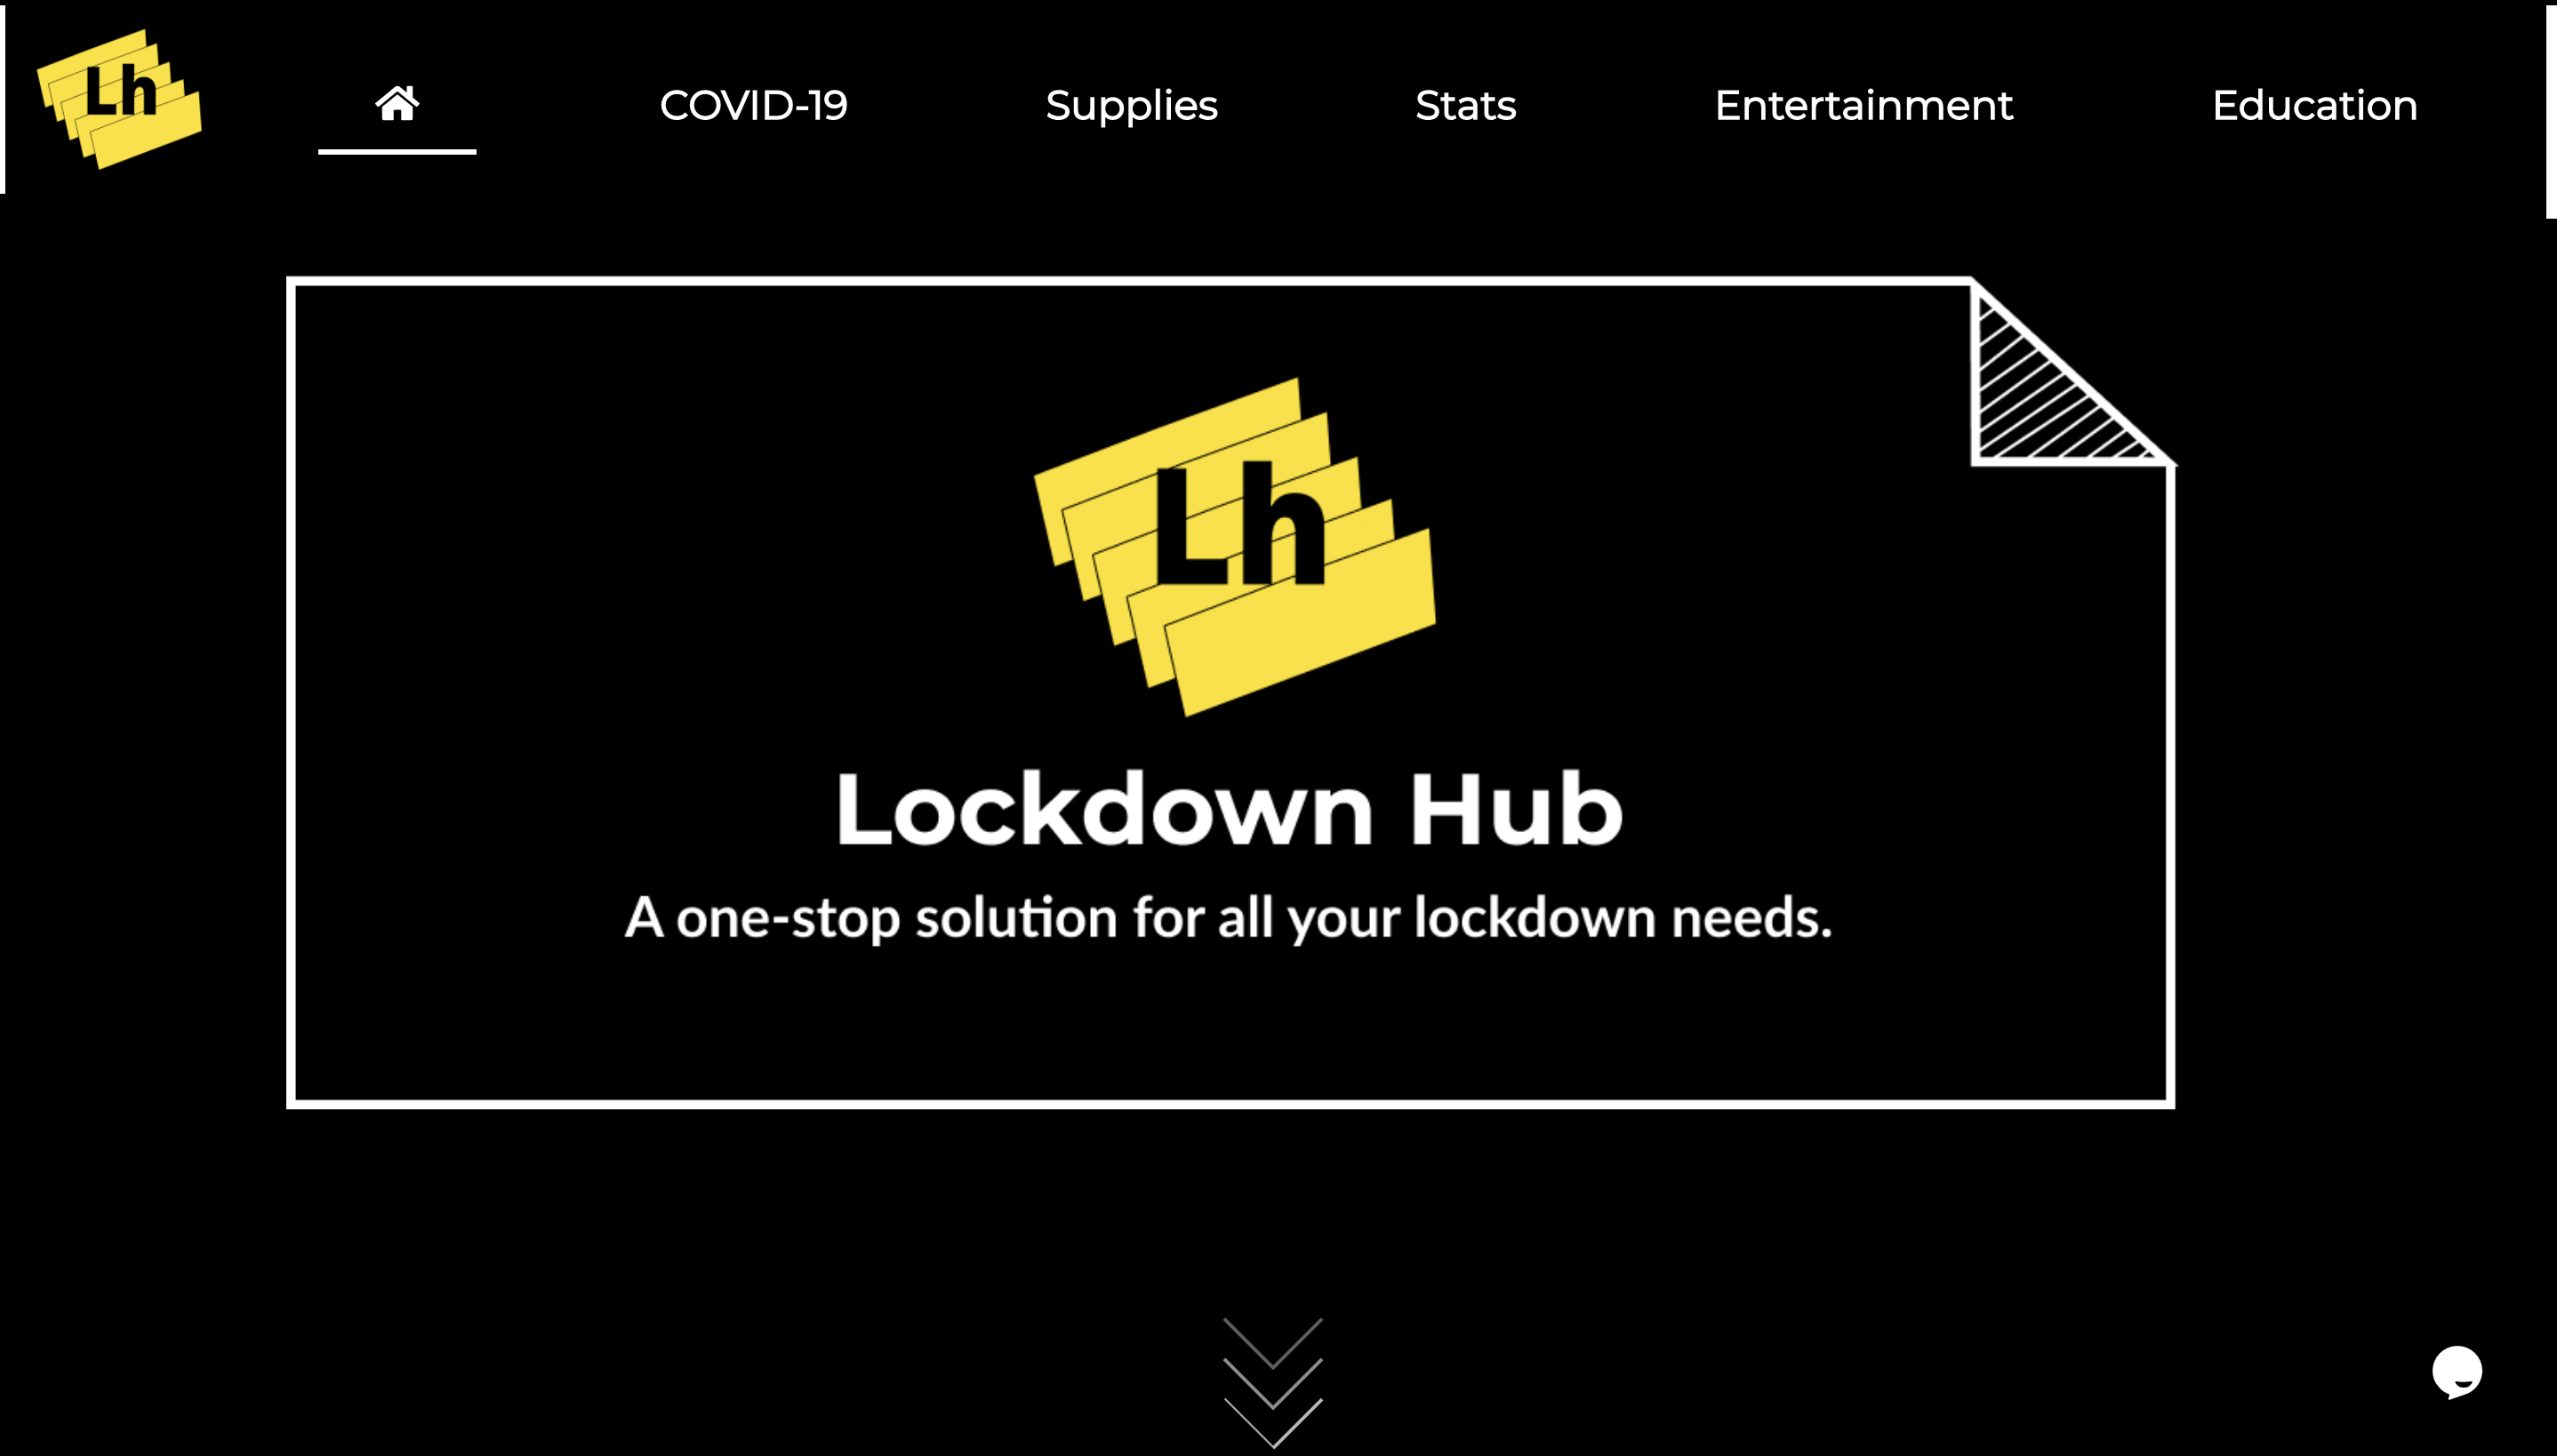 Lh
COVID-19
Supplies
Stats
Entertainment
Education
Lh
Lockdown Hub
A one-stop solution for all your lockdown needs.